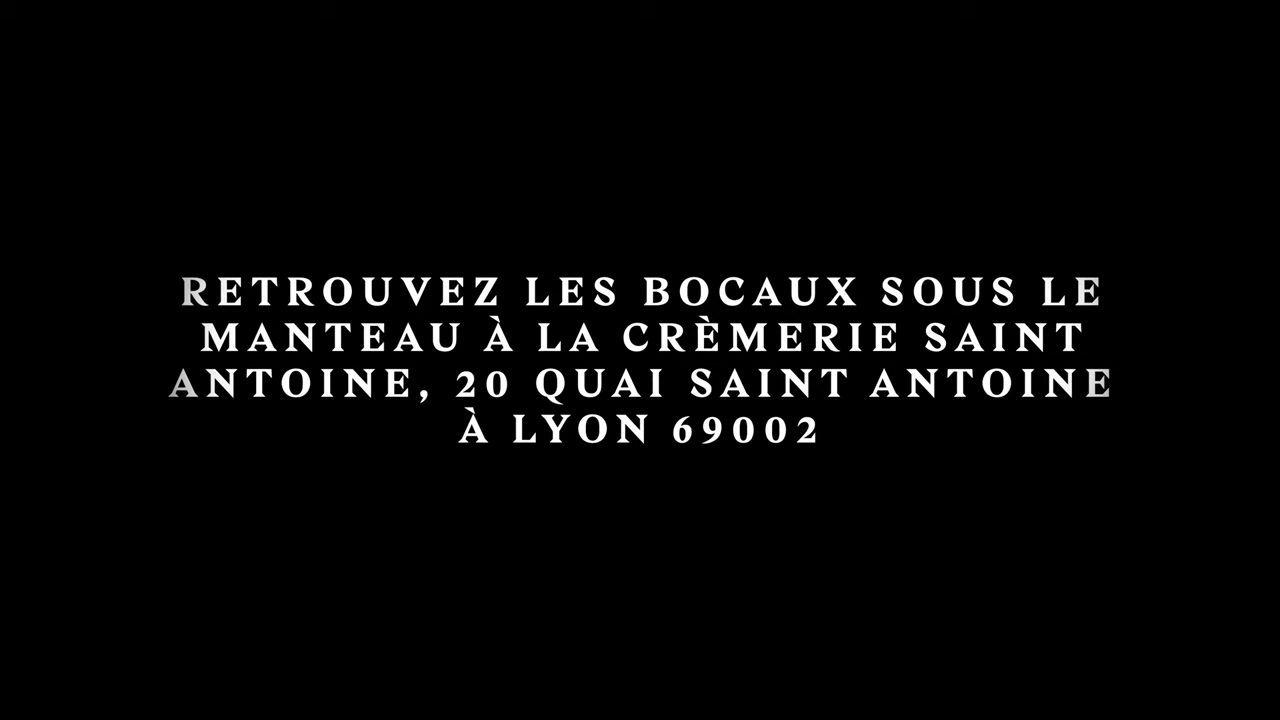 RETROUVEZ LES BOCAUX SOUS LE
MANTEAU À LA CRÈMERIE SAINT
ANTOINE, 20 QUAI SAINT ANTOINE
À LYON 69002